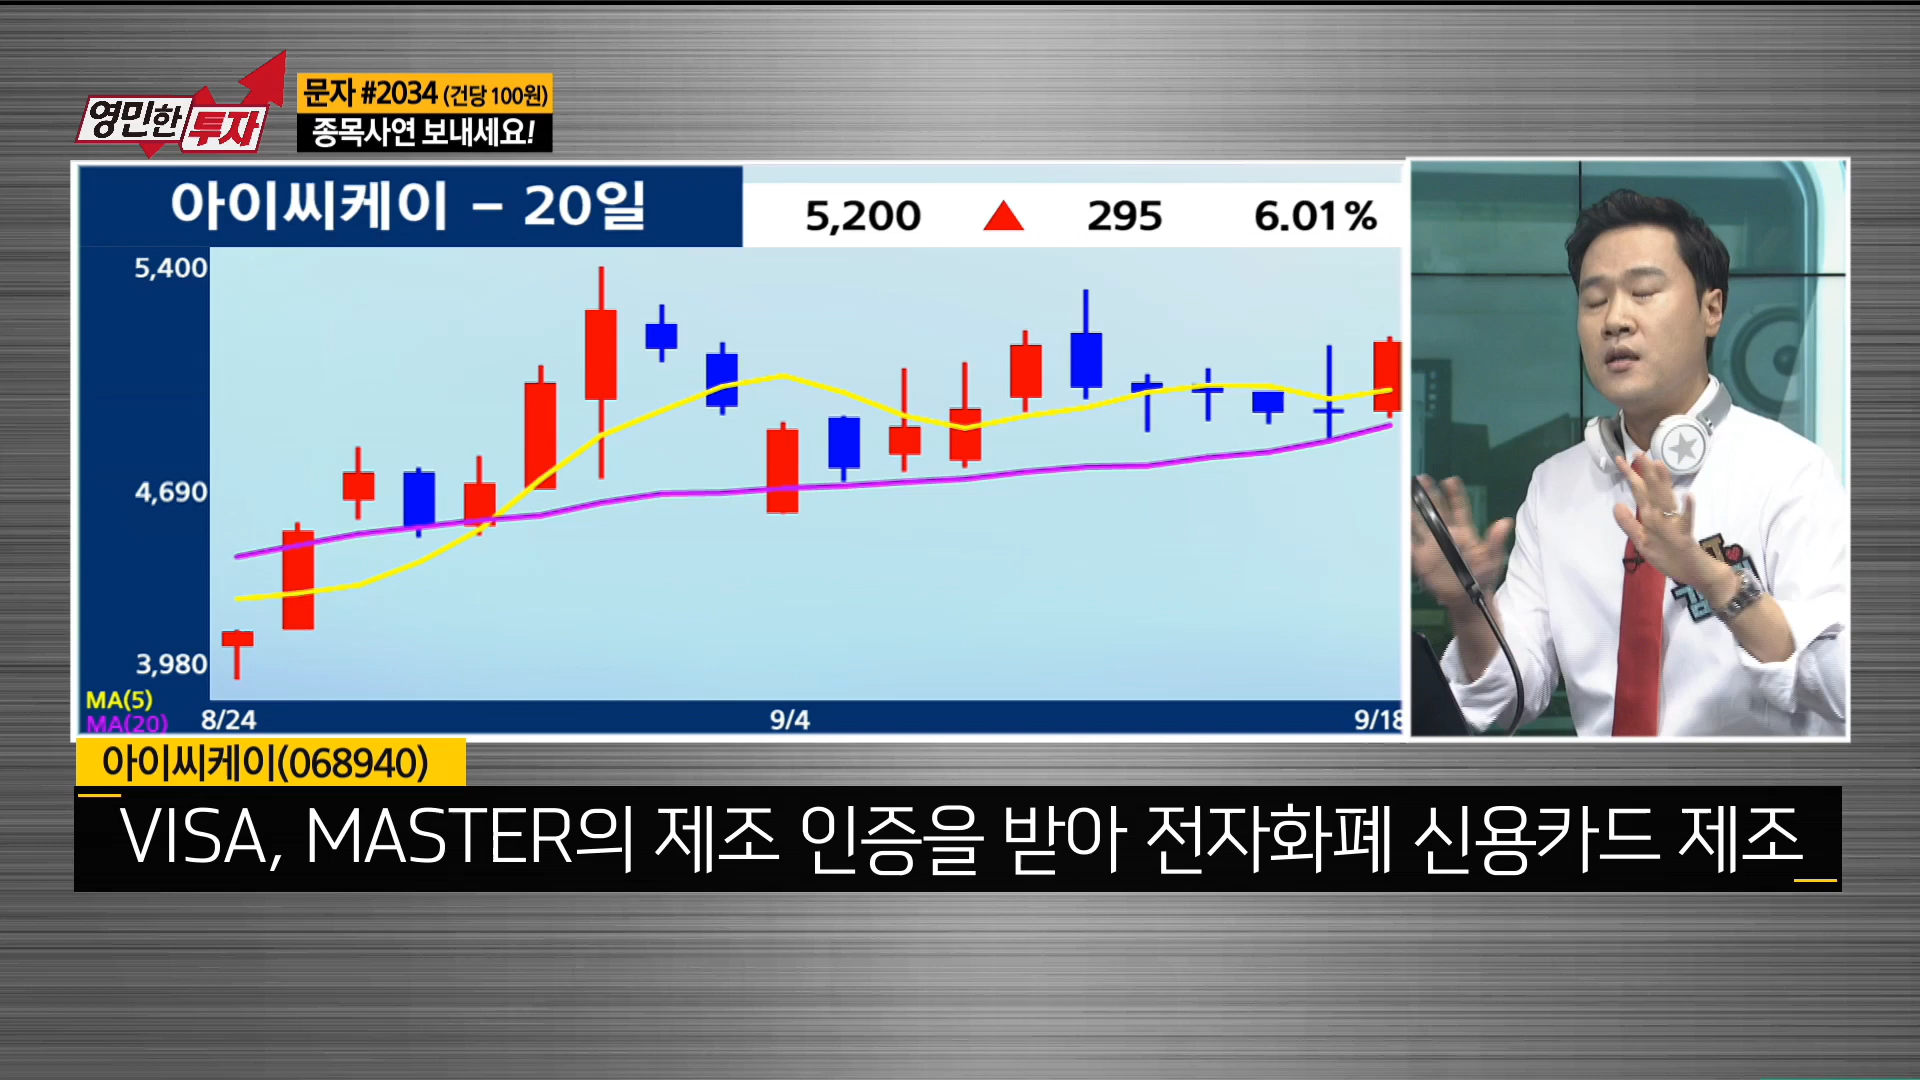 영민한 투자
문자 #2034 (건당 100원)
종목사연 보내세요!
아이씨케이 - 20일
5,200 ▲ 295 6.01%
5,400
4,690
3,980
MA(5)
MA(20)
8/24 9/4 9/18
아이씨케이(068940)
VISA, MASTER의 제조 인증을 받아 전자화폐 신용카드 제조